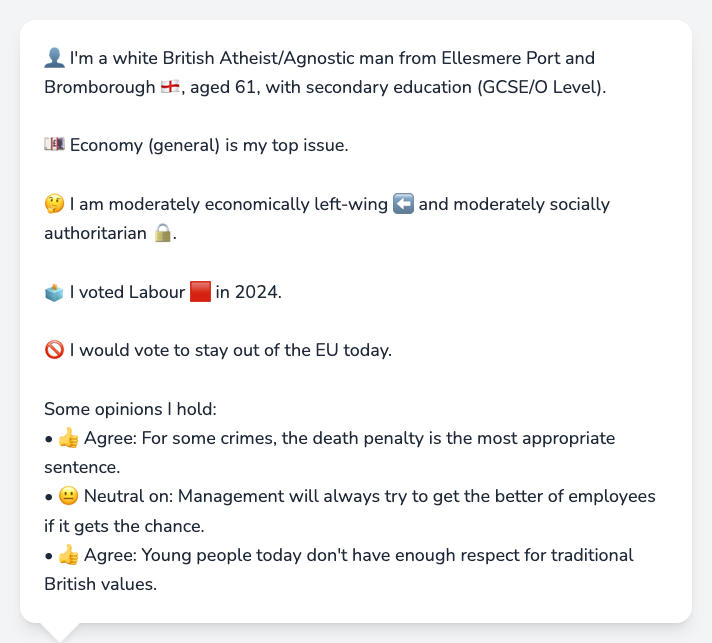 👤 I'm a white British Atheist/Agnostic man from Ellesmere Port and
Bromborough 🏴󠁧󠁢󠁥󠁮󠁧󠁿, aged 61, with secondary education (GCSE/O Level).
💷 Economy (general) is my top issue.
🤔 I am moderately economically left-wing ⬅️ and moderately socially
authoritarian 🔒.
🗳️ I voted Labour 🟥 in 2024.
🚫 I would vote to stay out of the EU today.
Some opinions I hold:
• 👍 Agree: For some crimes, the death penalty is the most appropriate
sentence.
• 😐 Neutral on: Management will always try to get the better of employees
if it gets the chance.
• 👍 Agree: Young people today don't have enough respect for traditional
British values.